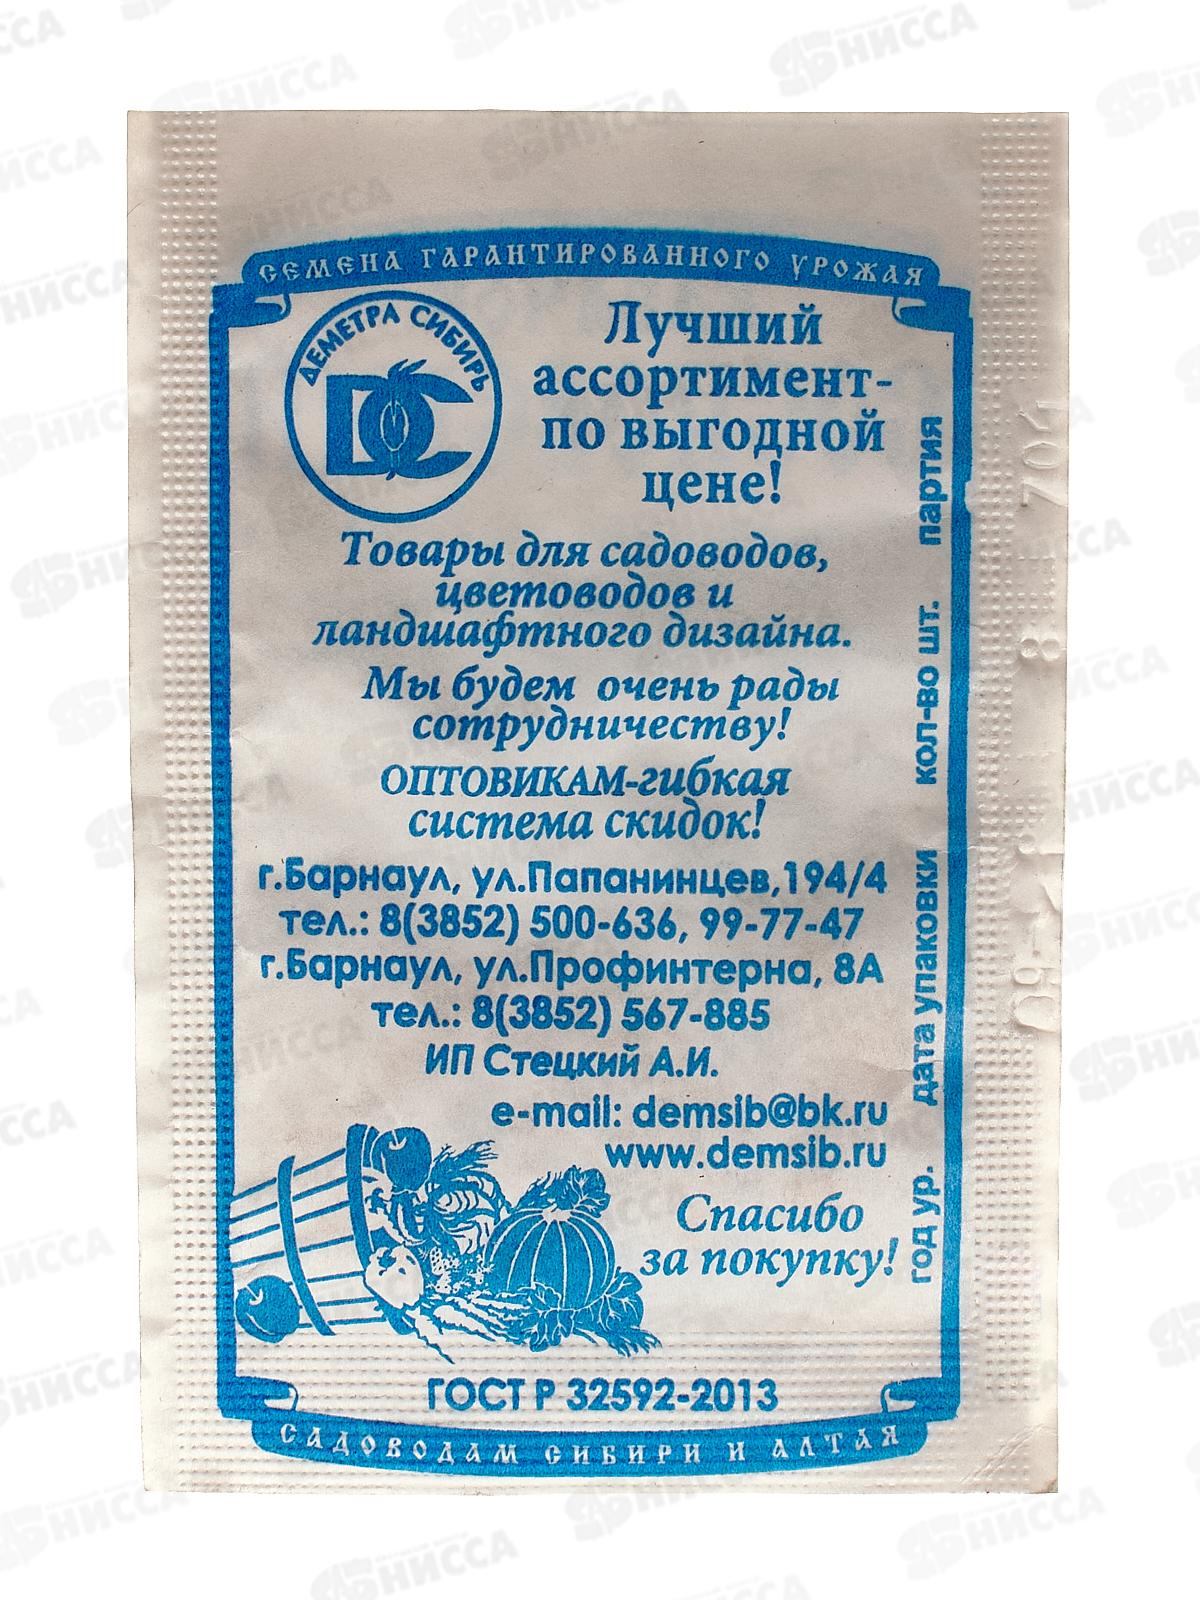 СЕМЕНА ГАРАНТИРОВАННОГО УРОЖАЯ
ДЕМЕТРА СИБИРЬ
ДС
Лучший
ассортимент-
по выгодной
цене!
Товары для садоводов,
цветоводов и
ландшафтного дизайна.
Мы будем очень рады
сотрудничеству!
ОПТОВИКАМ-гибкая
система скидок!
г.Барнаул, ул.Папанинцев,194/4
тел.: 8(3852) 500-636, 99-77-47
г.Барнаул, ул.Профинтерна, 8А
тел.: 8(3852) 567-885
ИП Стецкий А.И.
e-mail: demsib@bk.ru
www.demsib.ru
Спасибо
за покупку!
год ур. дата упаковки кол-во шт. партия
ГОСТ Р 32592-2013
САДОВОДАМ СИБИРИ И АЛТАЯ